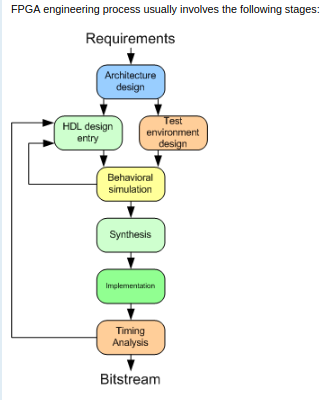 FPGA engineering process usually involves the following stages:
Requirements
Architecture
design
HDL design
entry
Test
environment
design
Behavioral
simulation
Synthesis
Implementation
Timing
Analysis
Bitstream